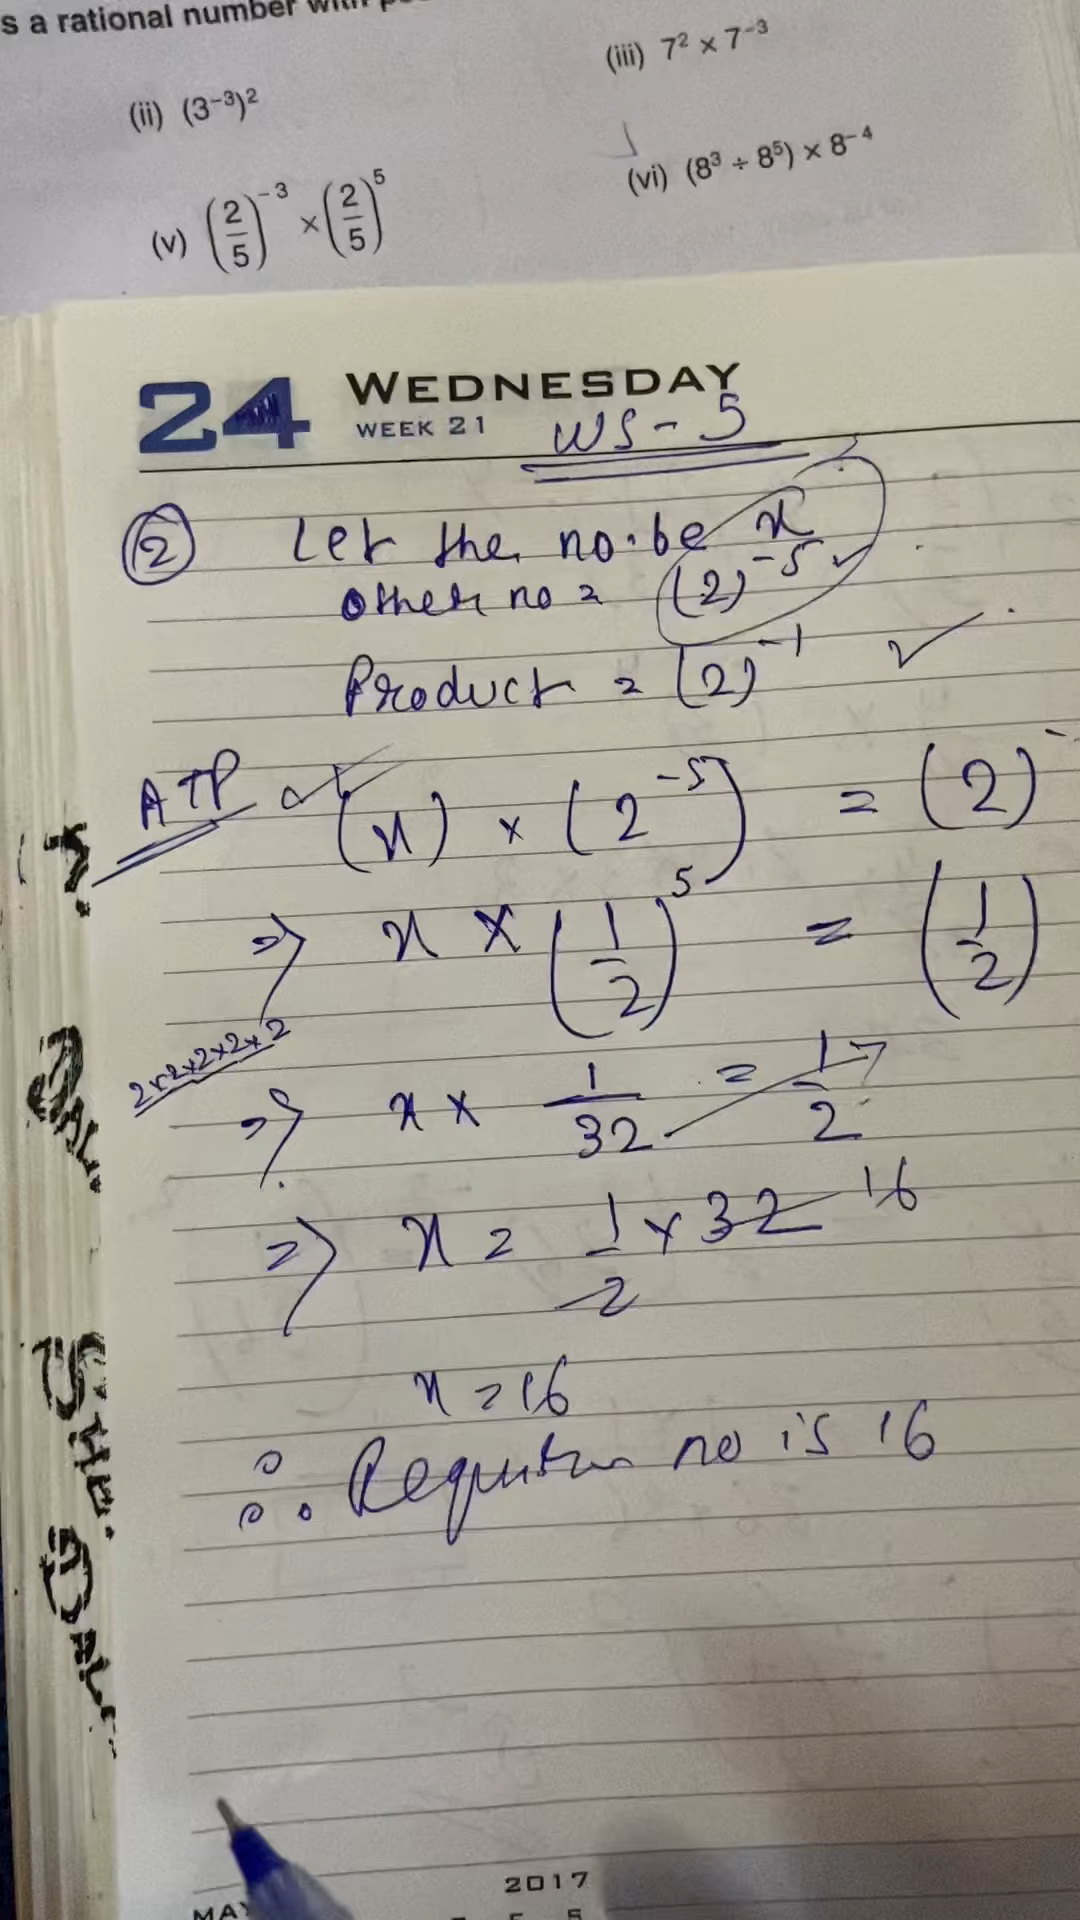 s a rational number with
(iii) 7² × 7⁻³
(ii) (3⁻³)²
(vi) (8³ ÷ 8⁵) × 8⁻⁴
(v) (2/5)⁻³ × (2/5)⁵
24 WEDNESDAY
WEEK 21
WS - 5
② Let the no. be x
other no = (2)⁻⁵
Product = (2)⁻¹
ATP (x) × (2⁻⁵) = (2)⁻
⇒ x × (1/2)⁵ = (1/2)
2×2×2×2×2
⇒ x × 1/32 = 1/2
⇒ x = 1/2 × 32 16
x = 16
∴ no is 16
2017
MAY